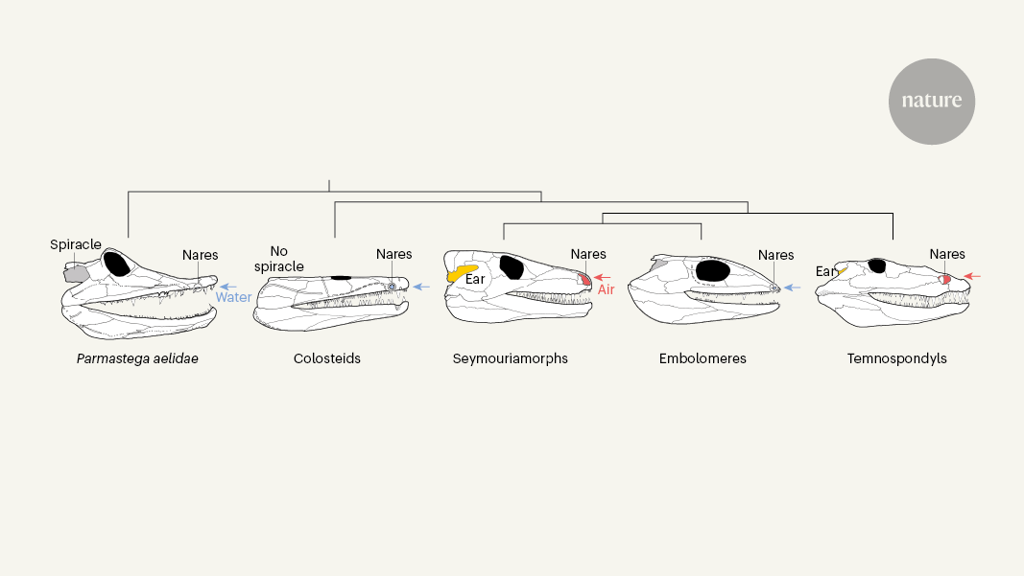 nature
Spiracle
Nares
Water
No
spiracle
Nares
Ear
Nares
Air
Nares
Ear
Nares
Parmastega aelidae
Colosteids
Seymouriamorphs
Embolomeres
Temnospondyls